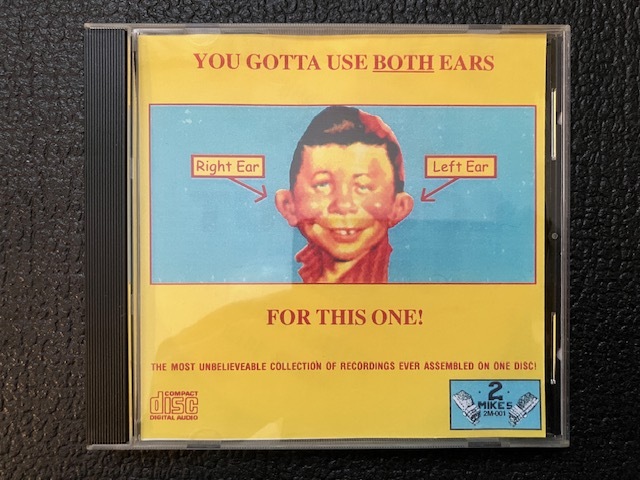 YOU GOTTA USE BOTH EARS
Right Ear
Left Ear
FOR THIS ONE!
THE MOST UNBELIEVEABLE COLLECTION OF RECORDINGS EVER ASSEMBLED ON ONE DISC!
COMPACT
disc
DIGITAL AUDIO
2
MIKES
2M-001